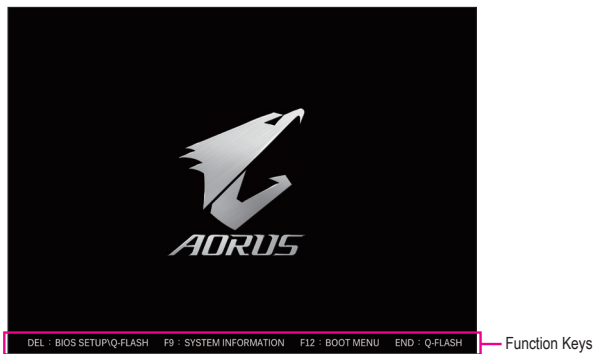 AORUS
DEL : BIOS SETUP\Q-FLASH F9 : SYSTEM INFORMATION F12 : BOOT MENU END : Q-FLASH
Function Keys